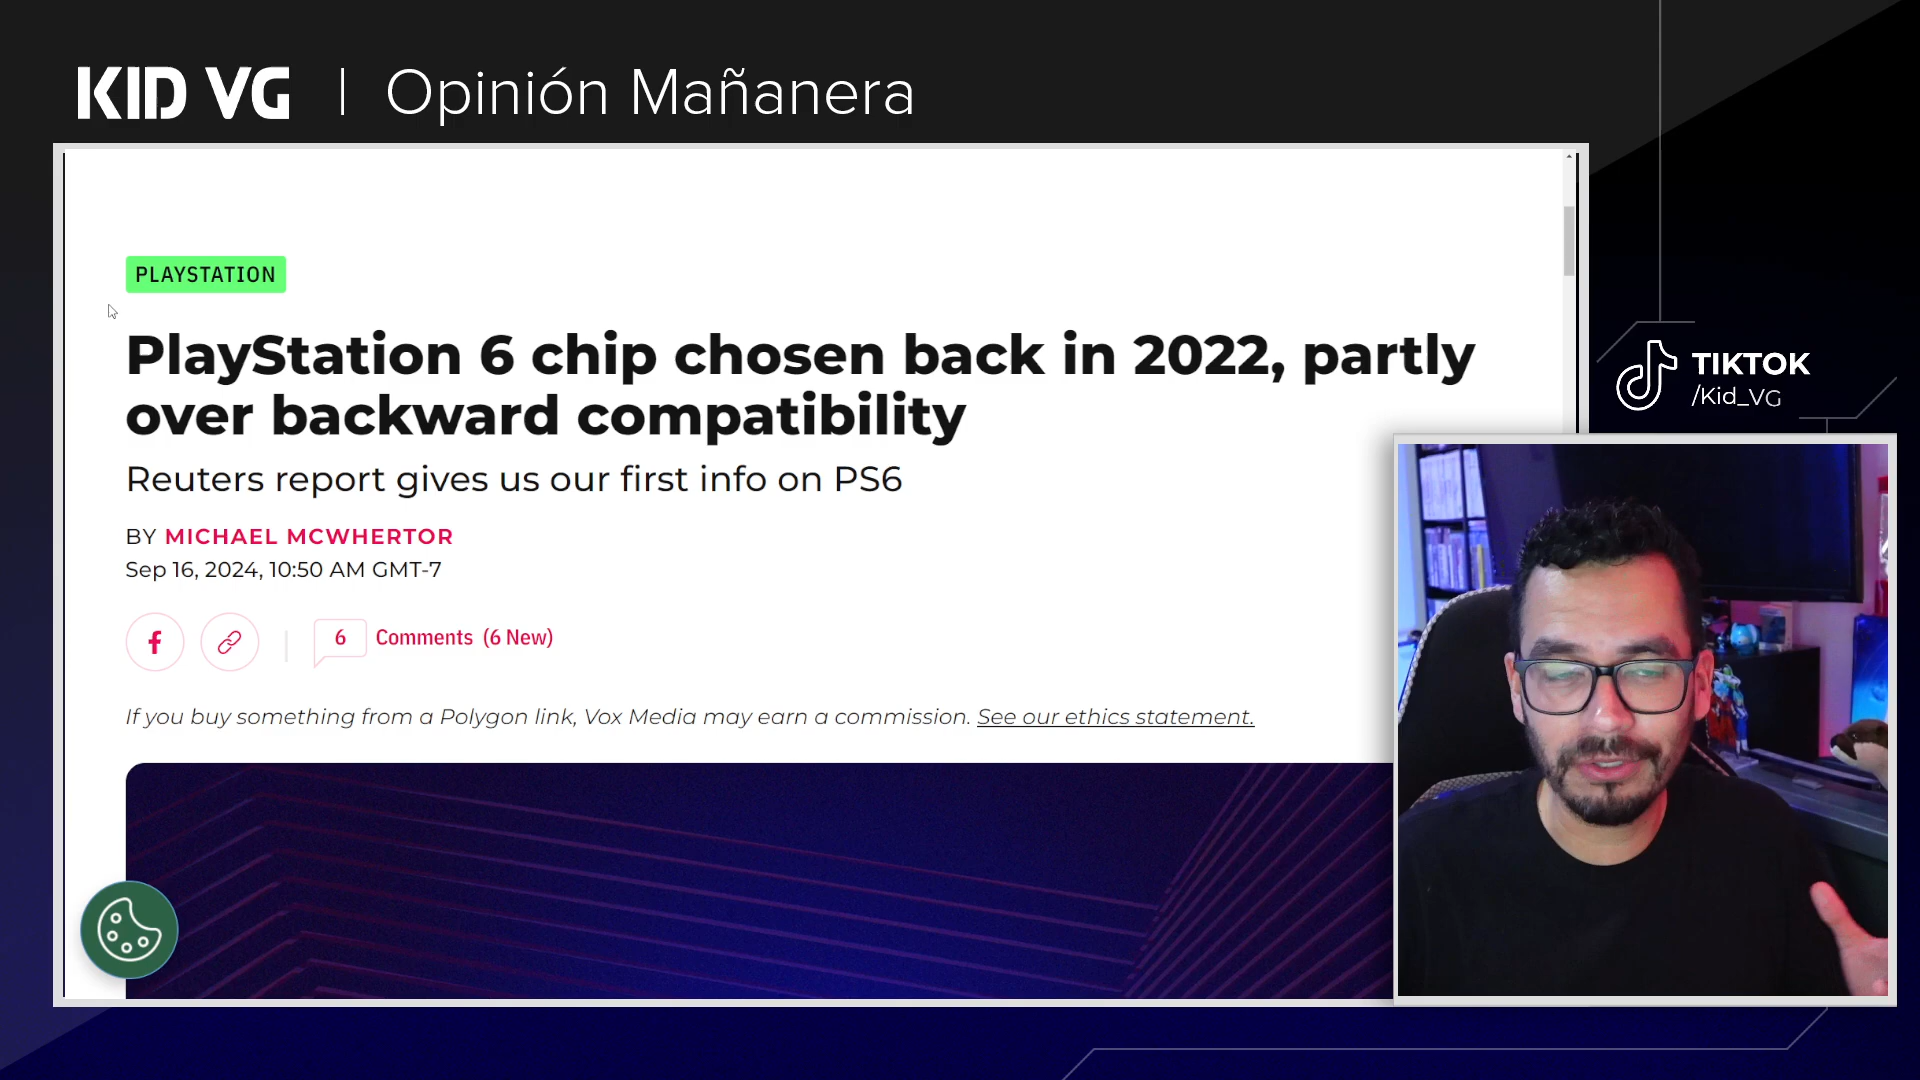 KID VG | Opinión Mañanera
PLAYSTATION
PlayStation 6 chip chosen back in 2022, partly
over backward compatibility
Reuters report gives us our first info on PS6
BY MICHAEL MCWHERTOR
Sep 16, 2024, 10:50 AM GMT-7
6 Comments (6 New)
If you buy something from a Polygon link, Vox Media may earn a commission. See our ethics statement.
TIKTOK
/Kid_VG